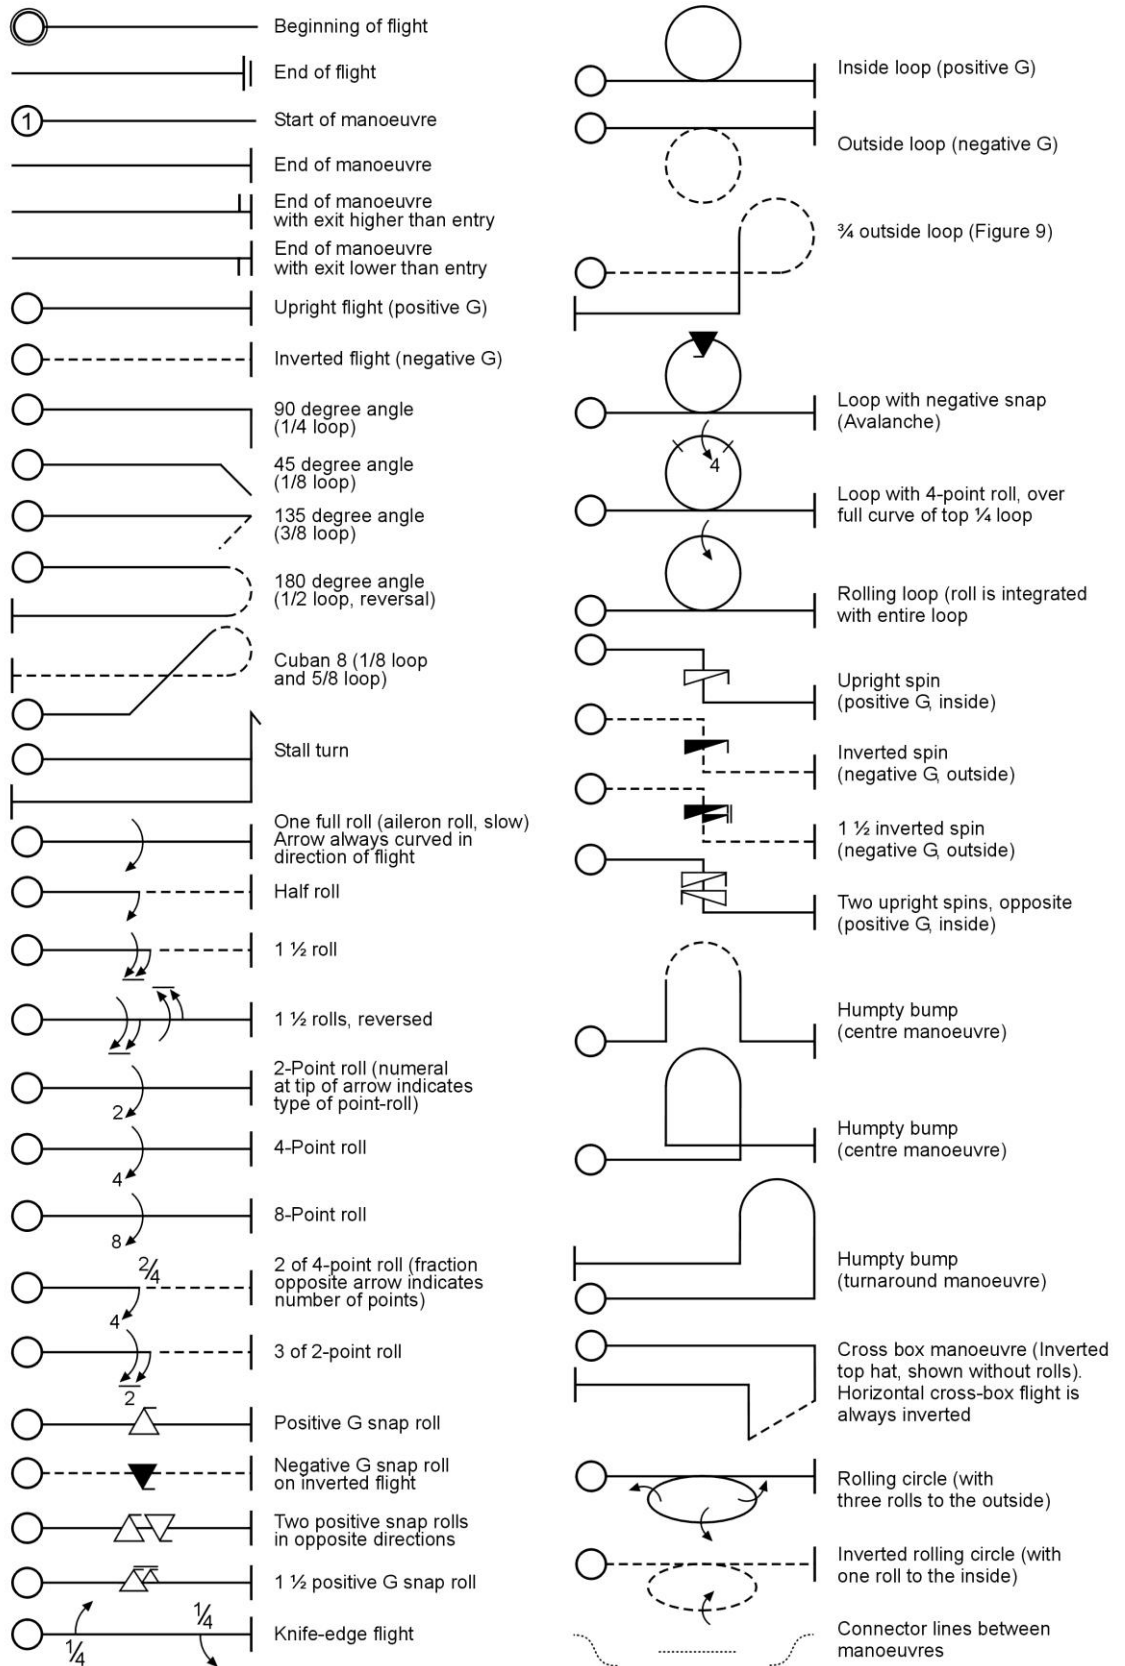 Beginning of flight
End of flight
1
Start of manoeuvre
End of manoeuvre
End of manoeuvre
with exit higher than entry
End of manoeuvre
with exit lower than entry
Upright flight (positive G)
Inverted flight (negative G)
90 degree angle
(1/4 loop)
45 degree angle
(1/8 loop)
135 degree angle
(3/8 loop)
180 degree angle
(1/2 loop, reversal)
Cuban 8 (1/8 loop
and 5/8 loop)
Stall turn
One full roll (aileron roll, slow)
Arrow always curved in
direction of flight
Half roll
1 ½ roll
1 ½ rolls, reversed
2-Point roll (numeral
at tip of arrow indicates
type of point-roll)
2
4-Point roll
4
8-Point roll
8
2/4
2 of 4-point roll (fraction
opposite arrow indicates
number of points)
4
3 of 2-point roll
2
Positive G snap roll
Negative G snap roll
on inverted flight
Two positive snap rolls
in opposite directions
1 ½ positive G snap roll
¼
¼
Knife-edge flight
Inside loop (positive G)
Outside loop (negative G)
¾ outside loop (Figure 9)
Loop with negative snap
(Avalanche)
4
Loop with 4-point roll, over
full curve of top ¼ loop
Rolling loop (roll is integrated
with entire loop
Upright spin
(positive G, inside)
Inverted spin
(negative G, outside)
1 ½ inverted spin
(negative G, outside)
Two upright spins, opposite
(positive G, inside)
Humpty bump
(centre manoeuvre)
Humpty bump
(centre manoeuvre)
Humpty bump
(turnaround manoeuvre)
Cross box manoeuvre (Inverted
top hat, shown without rolls).
Horizontal cross-box flight is
always inverted
Rolling circle (with
three rolls to the outside)
Inverted rolling circle (with
one roll to the inside)
Connector lines between
manoeuvres